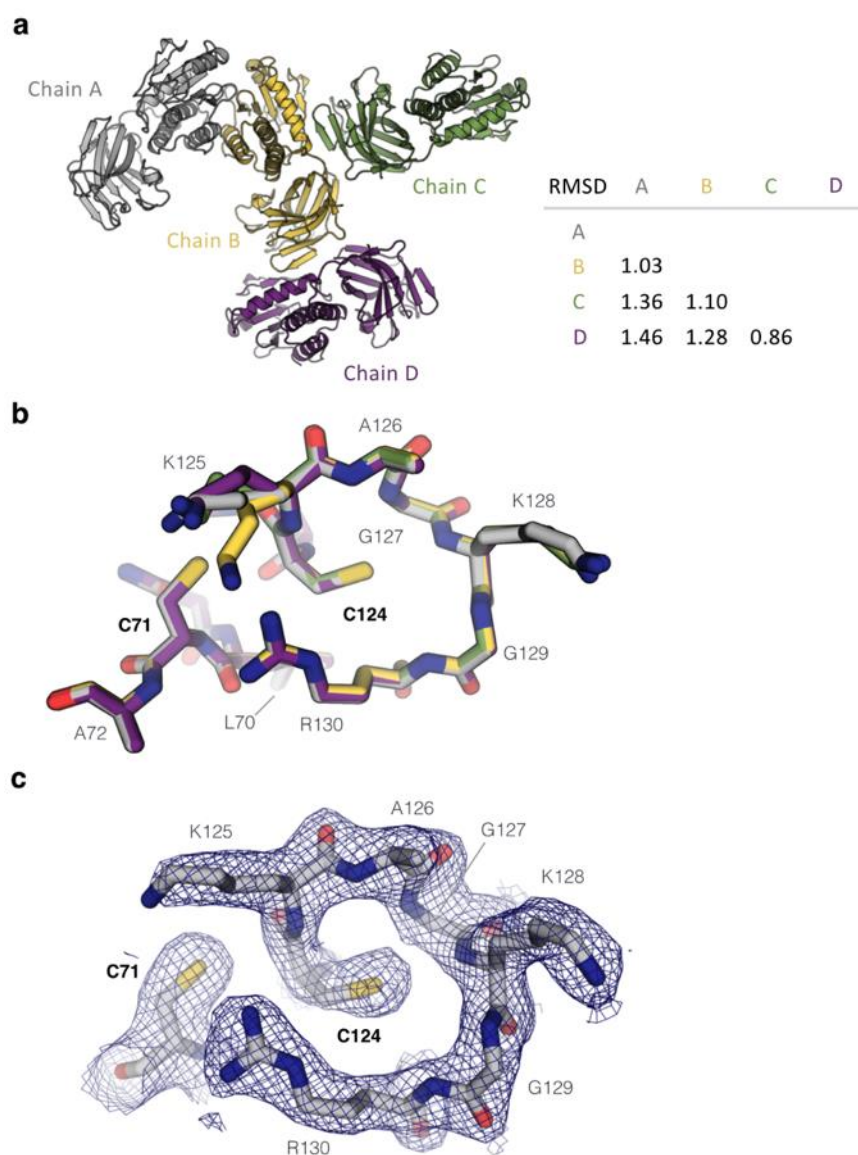 a
Chain A
Chain C
Chain B
Chain D
RMSD A B C D
A
B 1.03
C 1.36 1.10
D 1.46 1.28 0.86
b
A126
K125
K128
G127
C71
C124
G129
A72
L70
R130
c
A126
K125
G127
K128
C71
C124
G129
R130